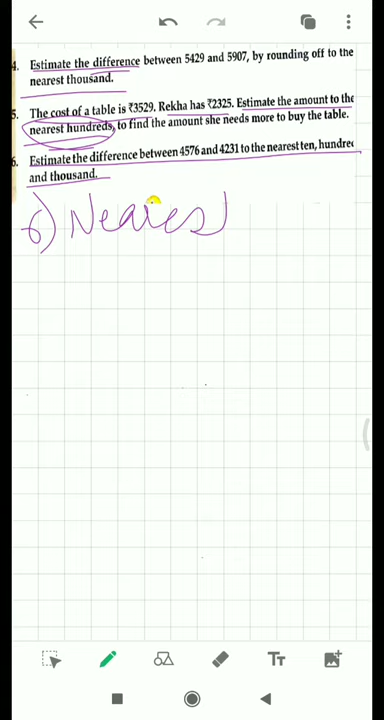 4. Estimate the difference between 5429 and 5907, by rounding off to the
nearest thousand.
5. The cost of a table is ₹3529. Rekha has ₹2325. Estimate the amount to the
nearest hundreds, to find the amount she needs more to buy the table.
6. Estimate the difference between 4576 and 4231 to the nearest ten, hundred
and thousand.
6) Neares
TT